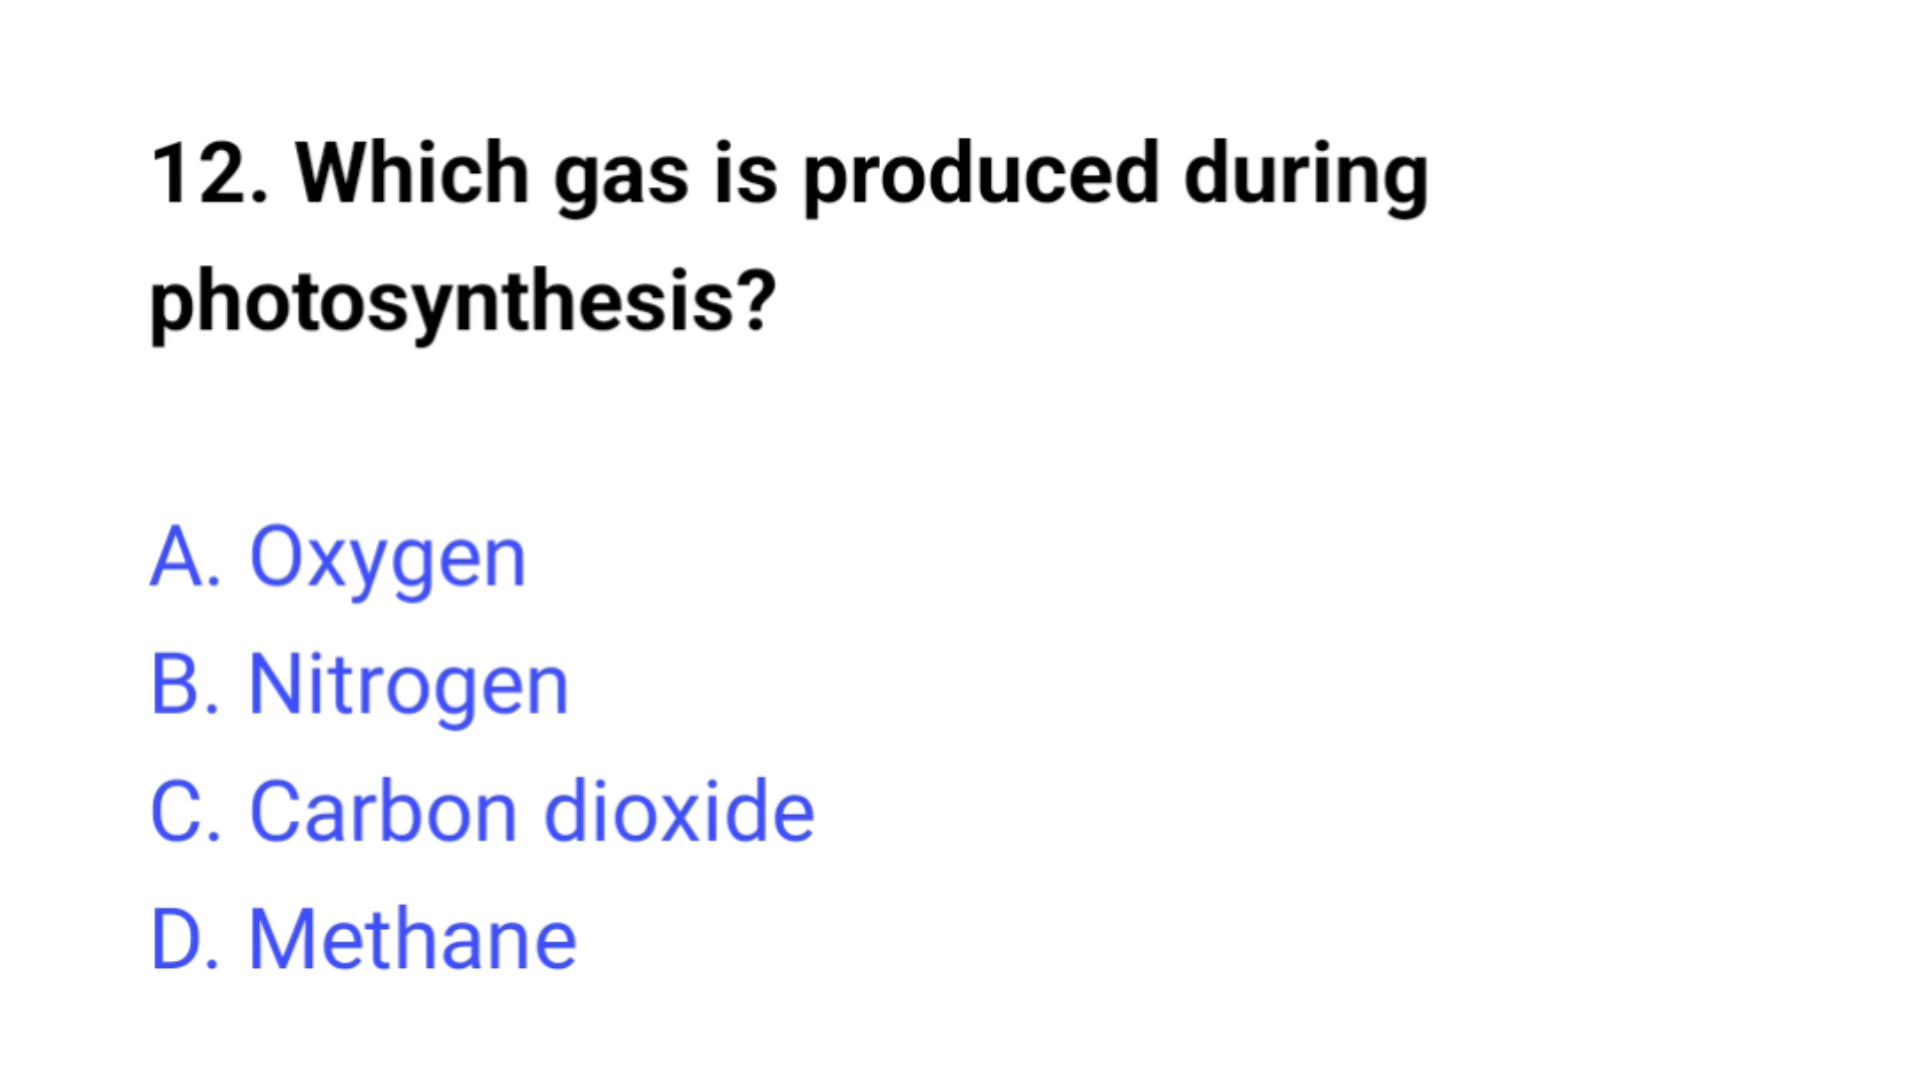 12. Which gas is produced during
photosynthesis?
A. Oxygen
B. Nitrogen
C. Carbon dioxide
D. Methane